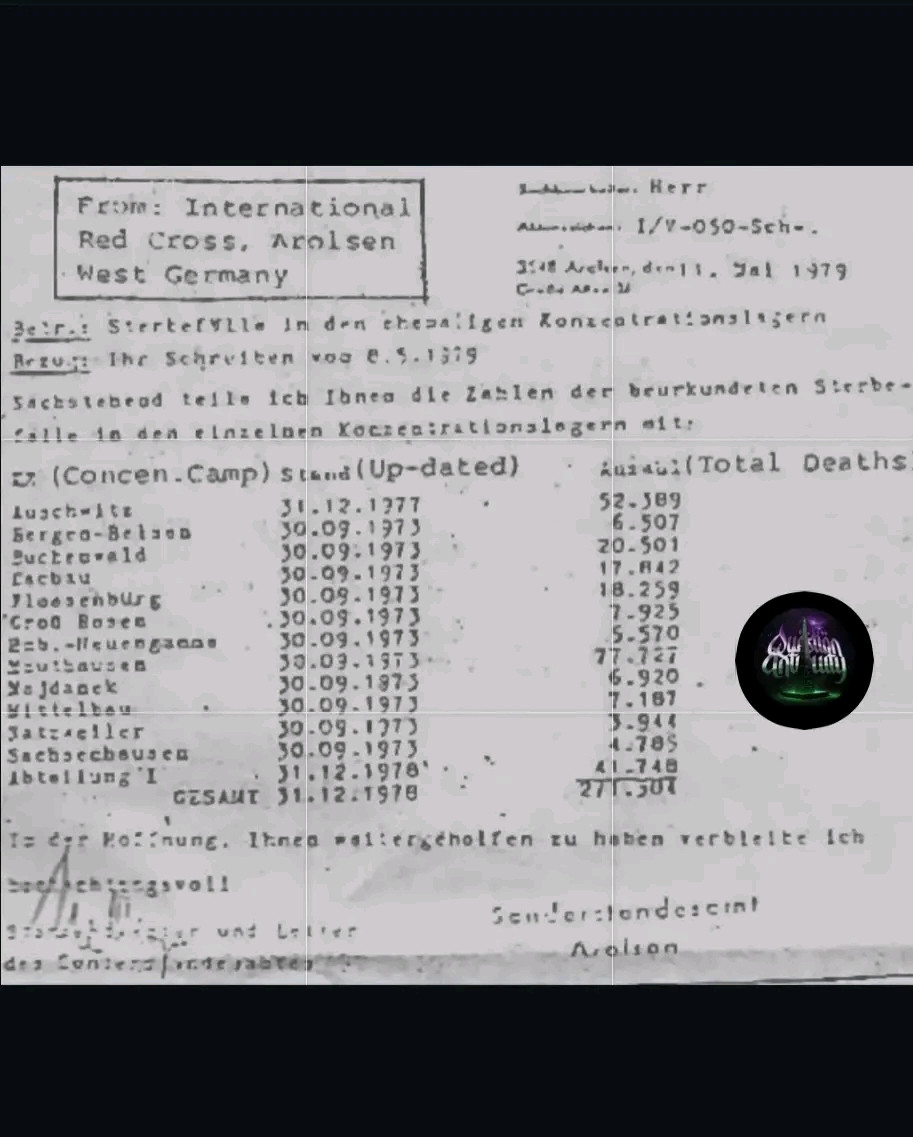 From: International
Red Cross, Arolsen
West Germany
Herr
I/V-050-Sch-.
Arolsen, den 11. 1979
Betr.: Sterbefälle in den ehemaligen Konzentrationslagern
Bezug: Ihr Schreiben vom 8.5.1979
teile ich Ihnen die Zahlen der beurkundeten Sterbe-
fälle in den einzelnen Konzentrationslagern mit:
(Concen.Camp) Stand (Up-dated) (Total Deaths)
Auschwitz 31.12.1977 52.389
Bergen-Belsen 30.09.1973 6.507
Buchenwald 30.09.1973 20.501
Dachau 30.09.1973 17.842
Flossenbürg 30.09.1973 18.259
Groß Rosen 30.09.1973 7.925
Neuengamme 30.09.1973 5.570
Mauthausen 30.09.1973 77.727
Majdanek 30.09.1973 6.920
Mittelbau 30.09.1973 7.187
Natzweiler 30.09.1973 3.944
Sachsenhausen 30.09.1973 4.785
Abteilung I 31.12.1978 41.748
GESAMT 31.12.1978 271.304
In der Hoffnung, Ihnen weitergeholfen zu haben verbleibe ich
hochachtungsvoll
und Leiter
des Sonderstandesamtes
Sonderstandesamt
Arolsen